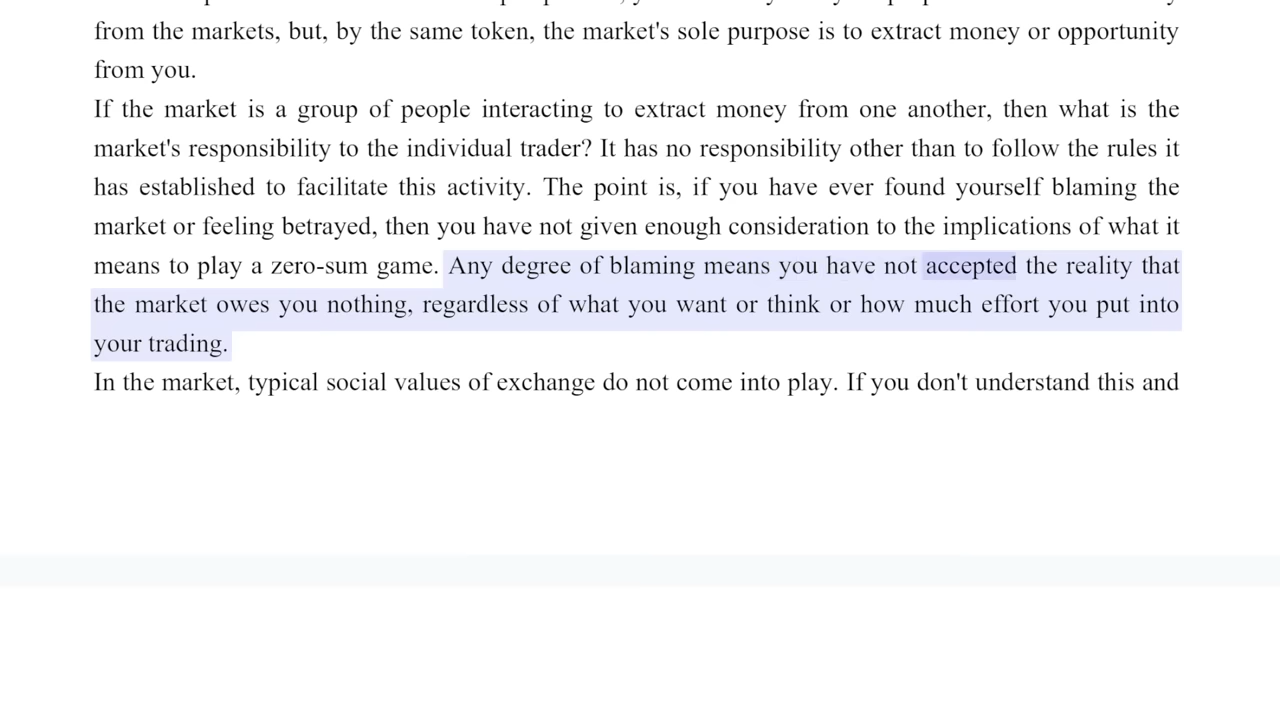 from the markets, but, by the same token, the market's sole purpose is to extract money or opportunity
from you.
If the market is a group of people interacting to extract money from one another, then what is the
market's responsibility to the individual trader? It has no responsibility other than to follow the rules it
has established to facilitate this activity. The point is, if you have ever found yourself blaming the
market or feeling betrayed, then you have not given enough consideration to the implications of what it
means to play a zero-sum game. Any degree of blaming means you have not accepted the reality that
the market owes you nothing, regardless of what you want or think or how much effort you put into
your trading.
In the market, typical social values of exchange do not come into play. If you don't understand this and